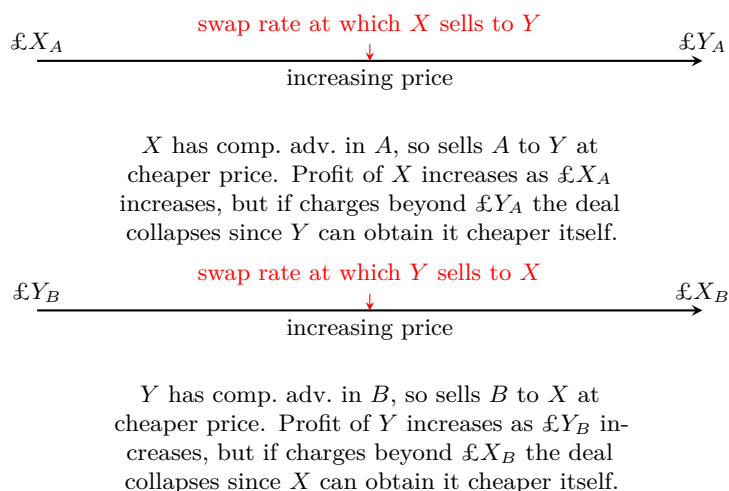 swap rate at which X sells to Y
£X_A £Y_A
increasing price
X has comp. adv. in A, so sells A to Y at
cheaper price. Profit of X increases as £X_A
increases, but if charges beyond £Y_A the deal
collapses since Y can obtain it cheaper itself.
swap rate at which Y sells to X
£Y_B £X_B
increasing price
Y has comp. adv. in B, so sells B to X at
cheaper price. Profit of Y increases as £Y_B in-
creases, but if charges beyond £X_B the deal
collapses since X can obtain it cheaper itself.